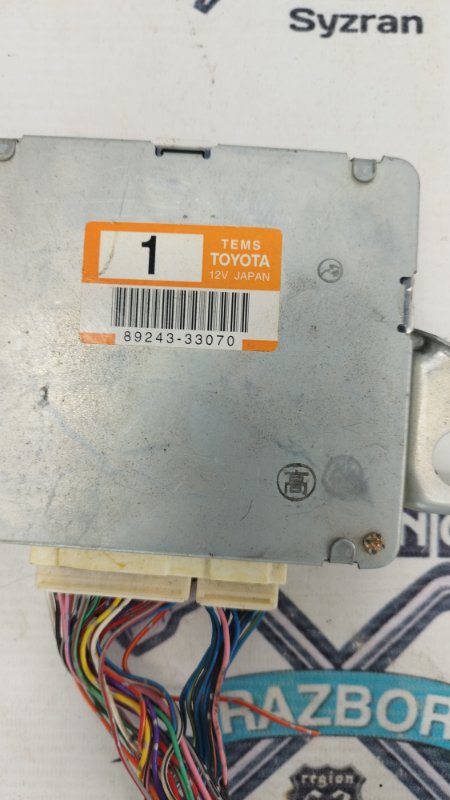 Syzran
1
TEMS
TOYOTA
12V JAPAN
89243-33070
高
RAZBOR
region